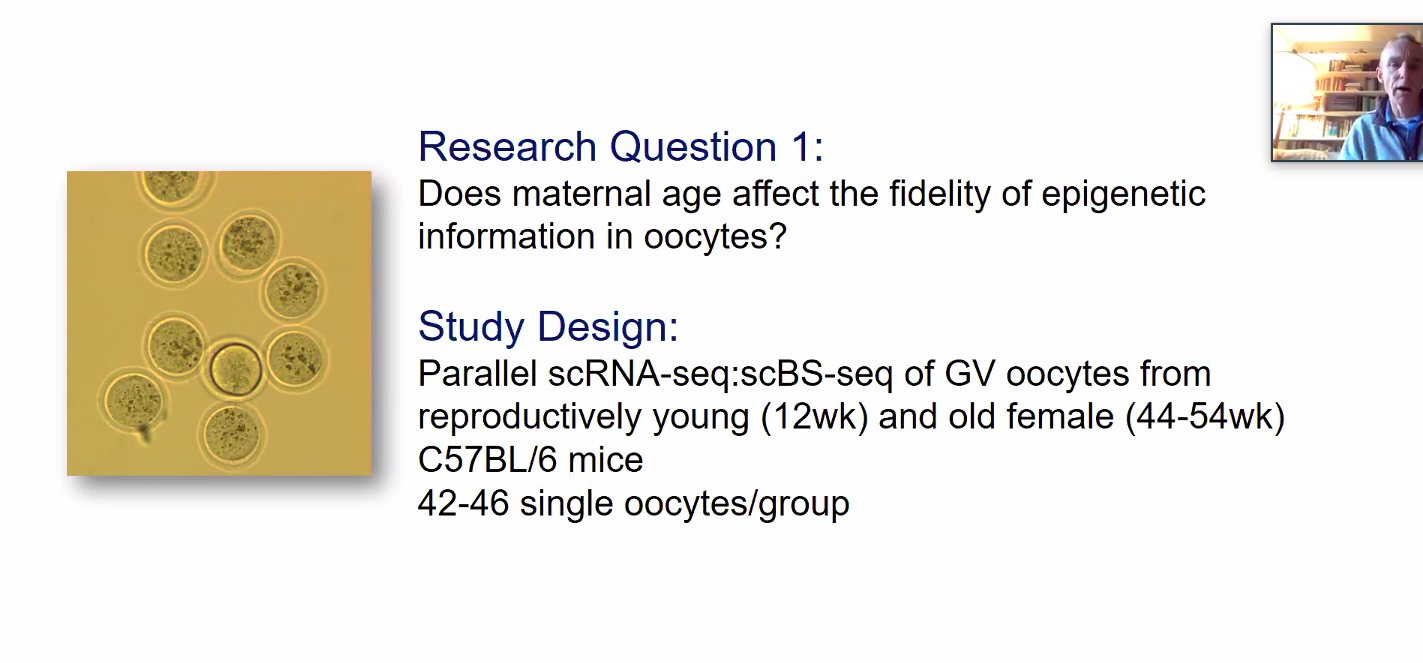 Research Question 1:
Does maternal age affect the fidelity of epigenetic
information in oocytes?
Study Design:
Parallel scRNA-seq:scBS-seq of GV oocytes from
reproductively young (12wk) and old female (44-54wk)
C57BL/6 mice
42-46 single oocytes/group